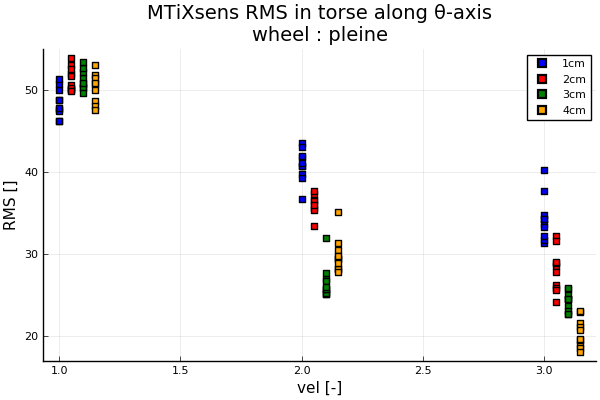 MTiXsens RMS in torse along θ-axis
wheel : pleine
1cm
2cm
3cm
4cm
RMS []
50
40
30
20
1.0 1.5 2.0 2.5 3.0
vel [-]